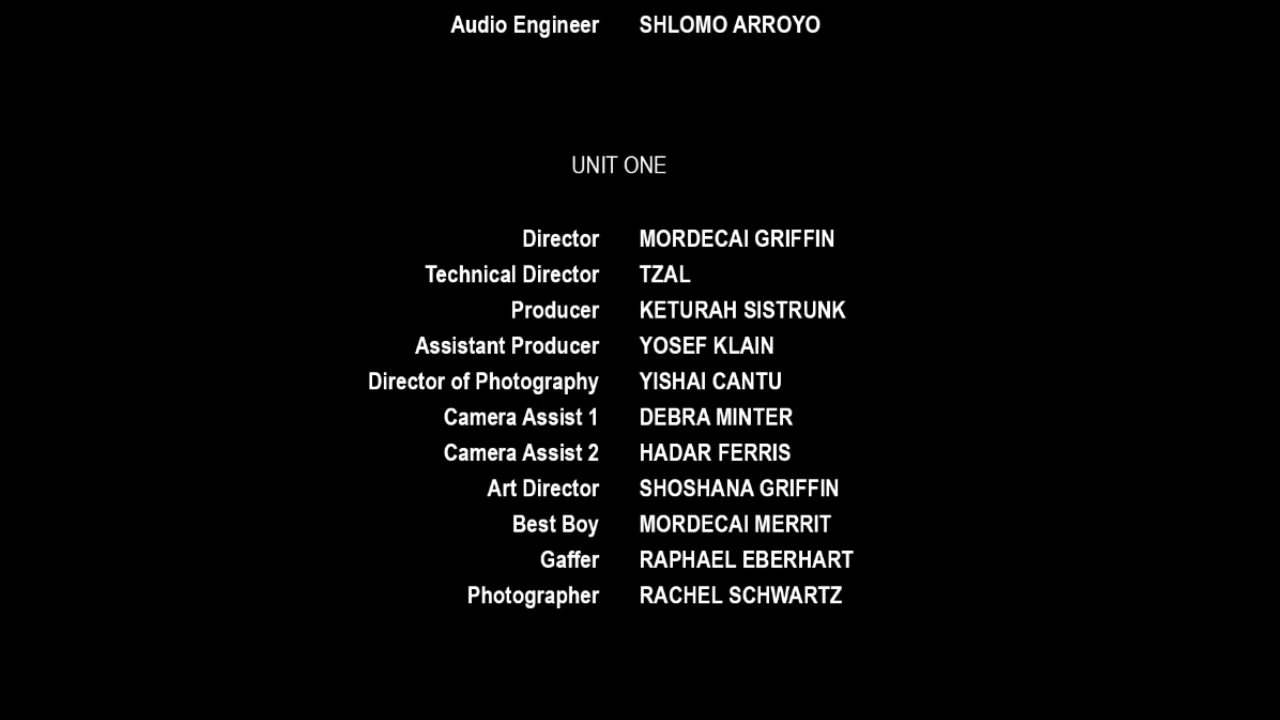 Audio Engineer SHLOMO ARROYO
UNIT ONE
Director MORDECAI GRIFFIN
Technical Director TZAL
Producer KETURAH SISTRUNK
Assistant Producer YOSEF KLAIN
Director of Photography YISHAI CANTU
Camera Assist 1 DEBRA MINTER
Camera Assist 2 HADAR FERRIS
Art Director SHOSHANA GRIFFIN
Best Boy MORDECAI MERRIT
Gaffer RAPHAEL EBERHART
Photographer RACHEL SCHWARTZ